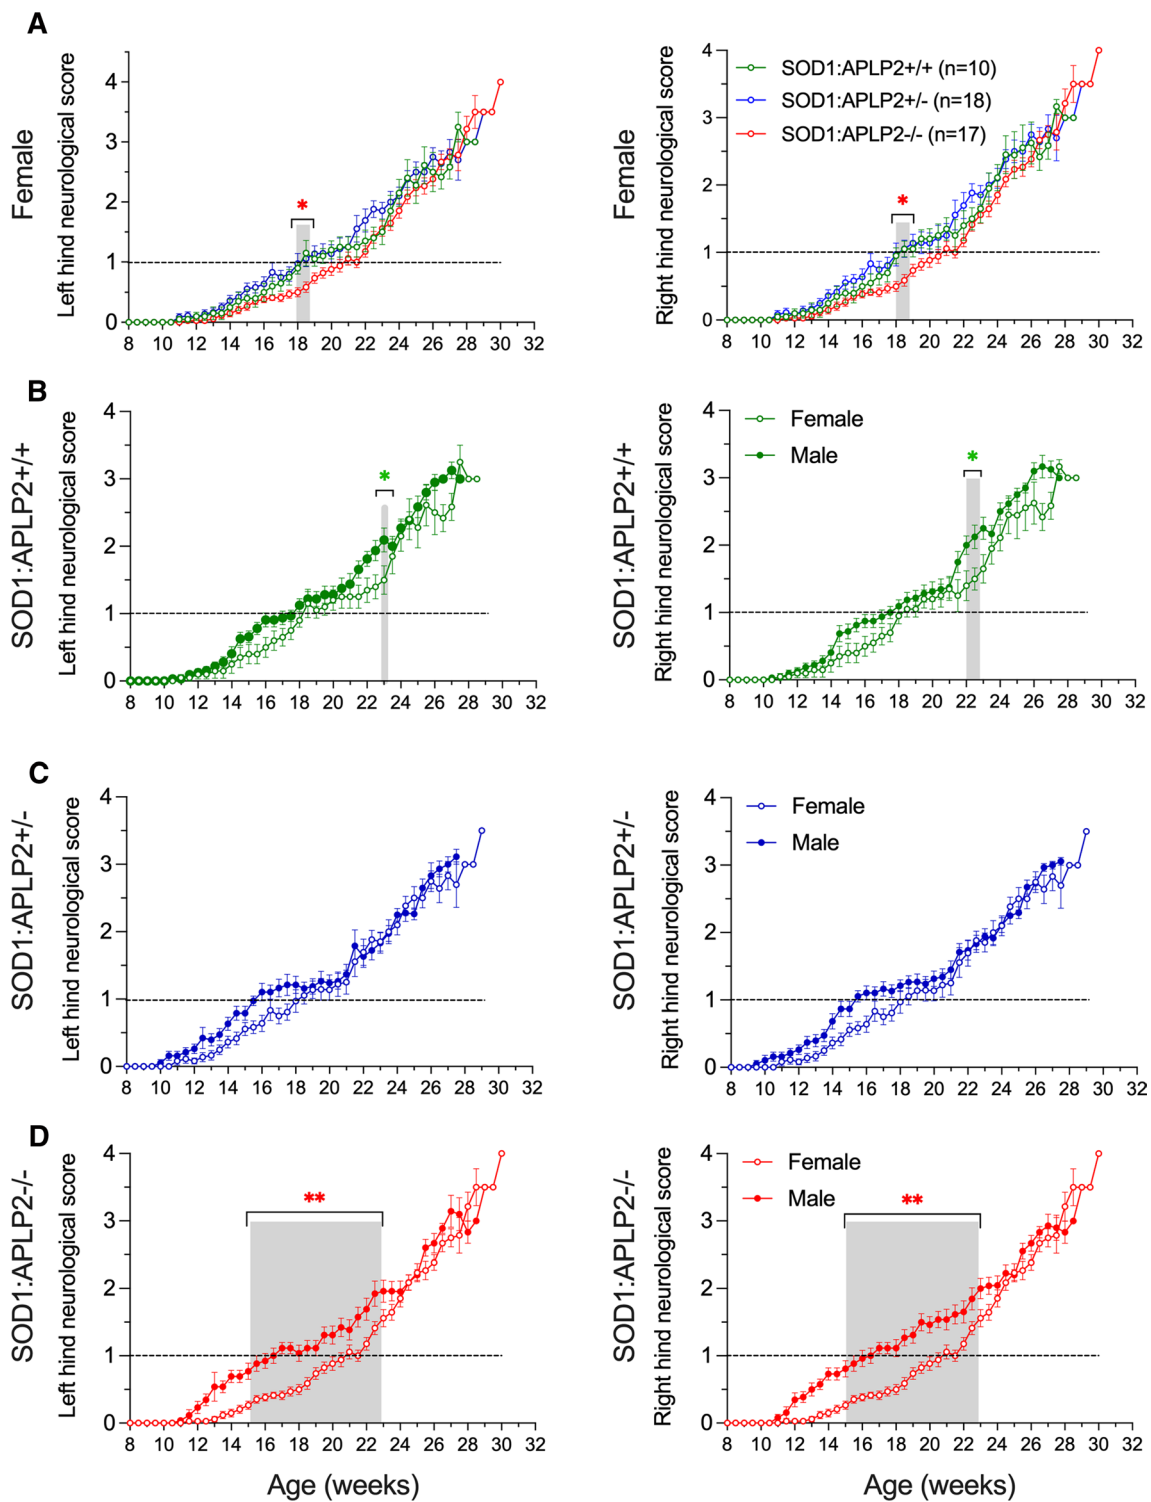 A
Female
Left hind neurological score
4
3
2
1
0
*
8 10 12 14 16 18 20 22 24 26 28 30 32
Female
Right hind neurological score
4
3
2
1
0
SOD1:APLP2+/+ (n=10)
SOD1:APLP2+/- (n=18)
SOD1:APLP2-/- (n=17)
*
8 10 12 14 16 18 20 22 24 26 28 30 32
B
SOD1:APLP2+/+
Left hind neurological score
4
3
2
1
0
*
8 10 12 14 16 18 20 22 24 26 28 30 32
Right hind neurological score
4
3
2
1
0
Female
Male
*
8 10 12 14 16 18 20 22 24 26 28 30 32
C
SOD1:APLP2+/-
Left hind neurological score
4
3
2
1
0
8 10 12 14 16 18 20 22 24 26 28 30 32
SOD1:APLP2+/-
Right hind neurological score
4
3
2
1
0
Female
Male
8 10 12 14 16 18 20 22 24 26 28 30 32
D
SOD1:APLP2-/-
Left hind neurological score
4
3
2
1
0
**
8 10 12 14 16 18 20 22 24 26 28 30 32
Age (weeks)
SOD1:APLP2-/-
Right hind neurological score
4
3
2
1
0
Female
Male
**
8 10 12 14 16 18 20 22 24 26 28 30 32
Age (weeks)